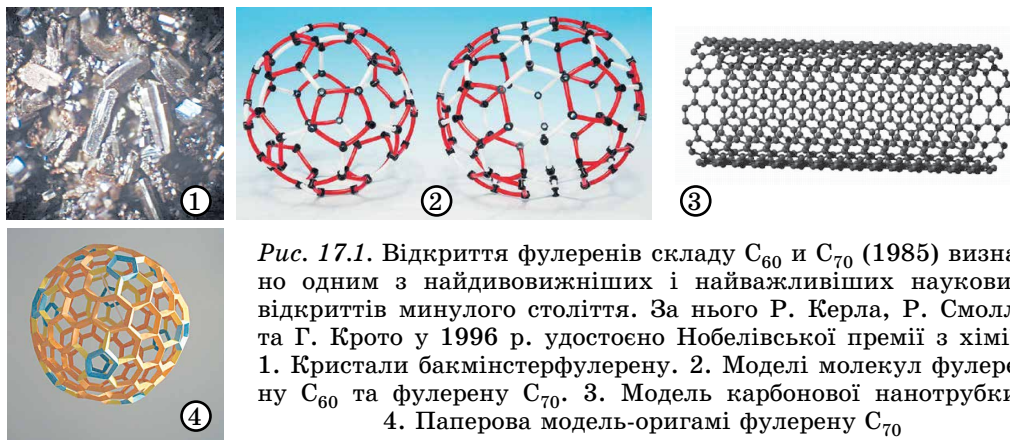 1
2
3
4
Рис. 17.1. Відкриття фулеренів складу C₆₀ и C₇₀ (1985) визна
но одним з найдивовижніших і найважливіших наукови
відкриттів минулого століття. За нього Р. Керла, Р. Смолл
та Г. Крото у 1996 р. удостоєно Нобелівської премії з хімі
1. Кристали бакмінстерфулерену. 2. Моделі молекул фулере
ну C₆₀ та фулерену C₇₀. 3. Модель карбонової нанотрубки
4. Паперова модель-оригамі фулерену C₇₀